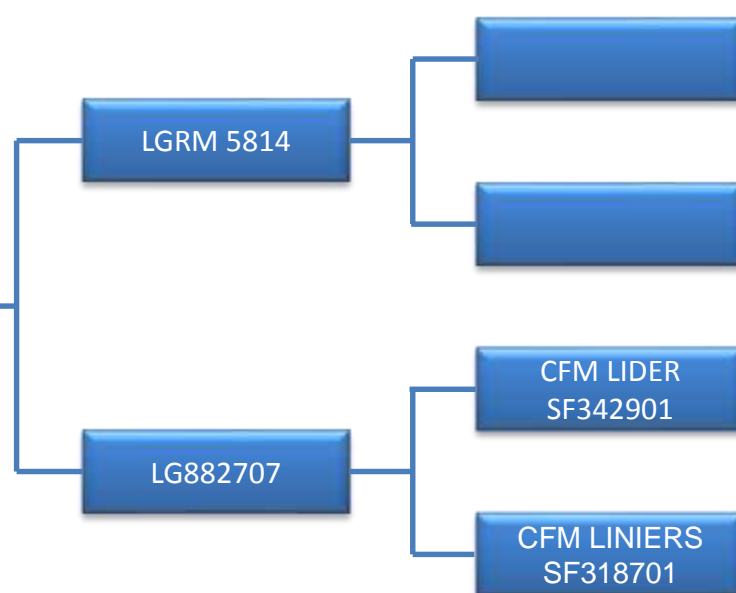 LGRM 5814
CFM LIDER
SF342901
LG882707
CFM LINIERS
SF318701